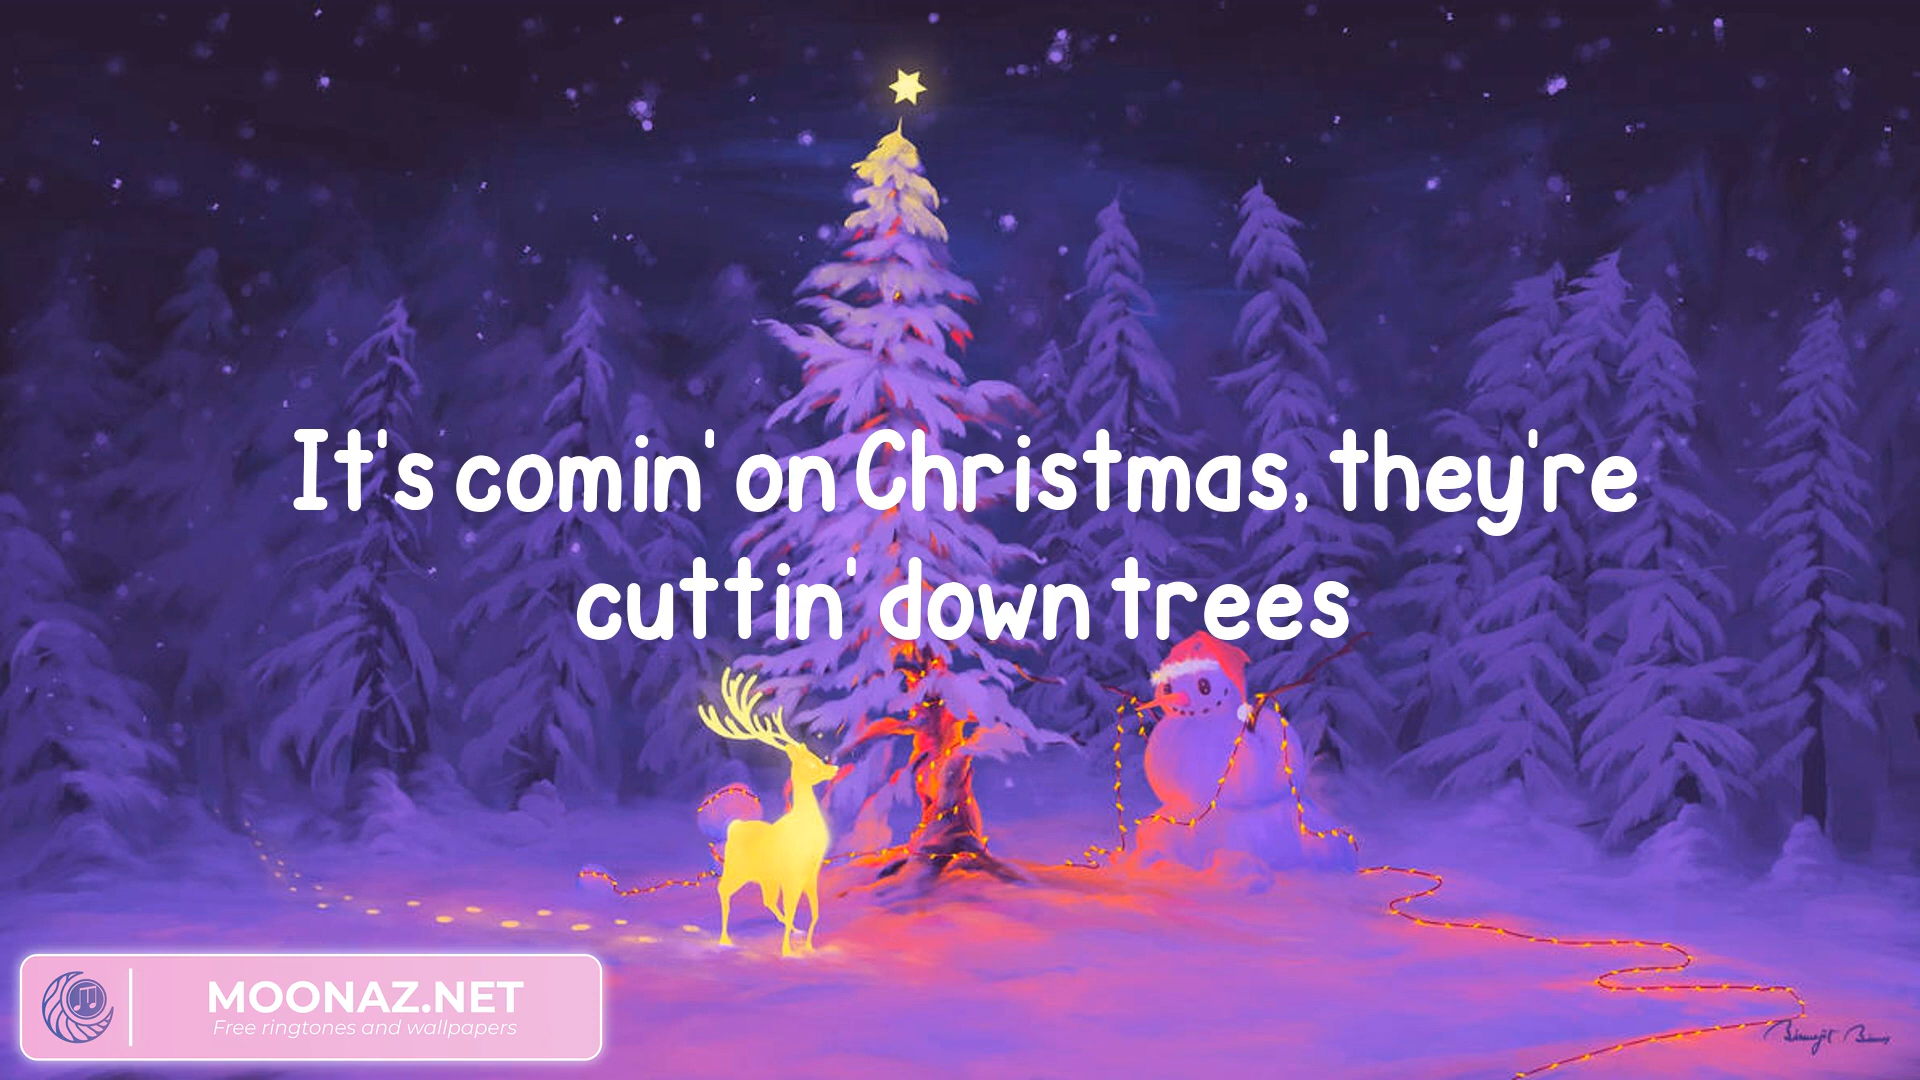 It's comin' on Christmas, they're
cuttin' down trees
MOONAZ.NET
Free ringtones and wallpapers